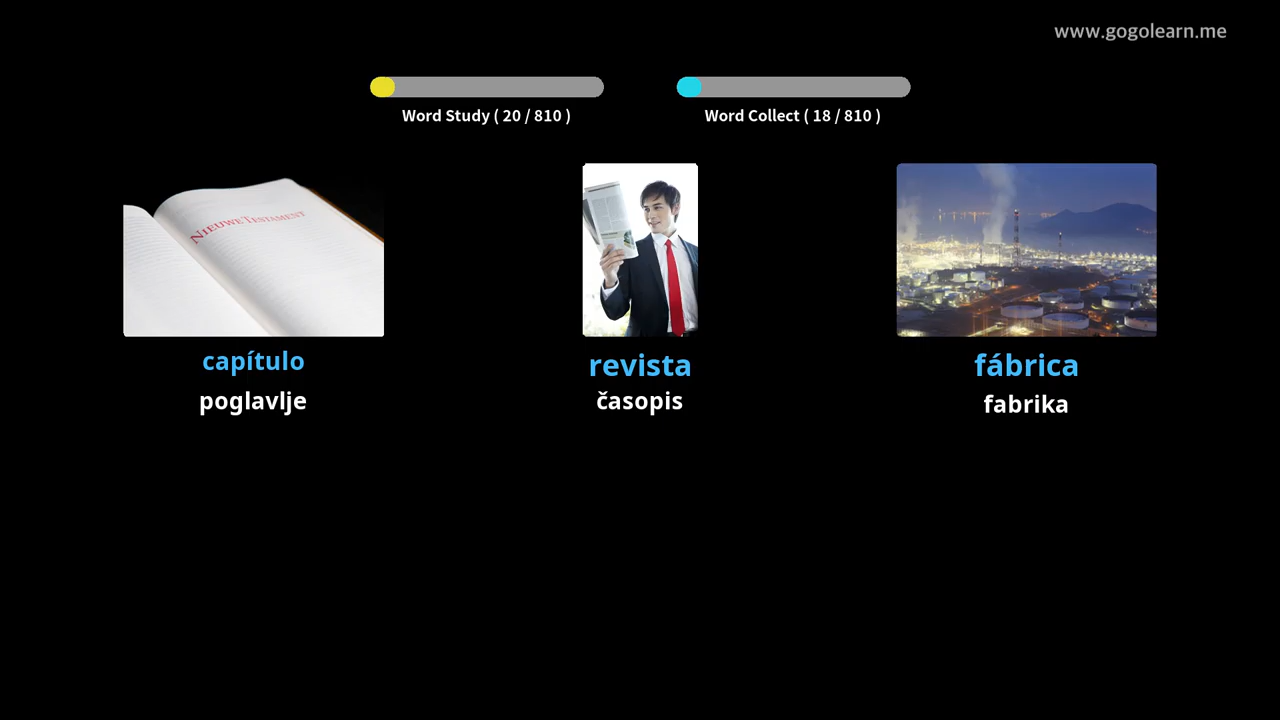 www.gogolearn.me
Word Study ( 20 / 810 )
Word Collect ( 18 / 810 )
NIEUWE TESTAMENT
capítulo
poglavlje
revista
časopis
fábrica
fabrika